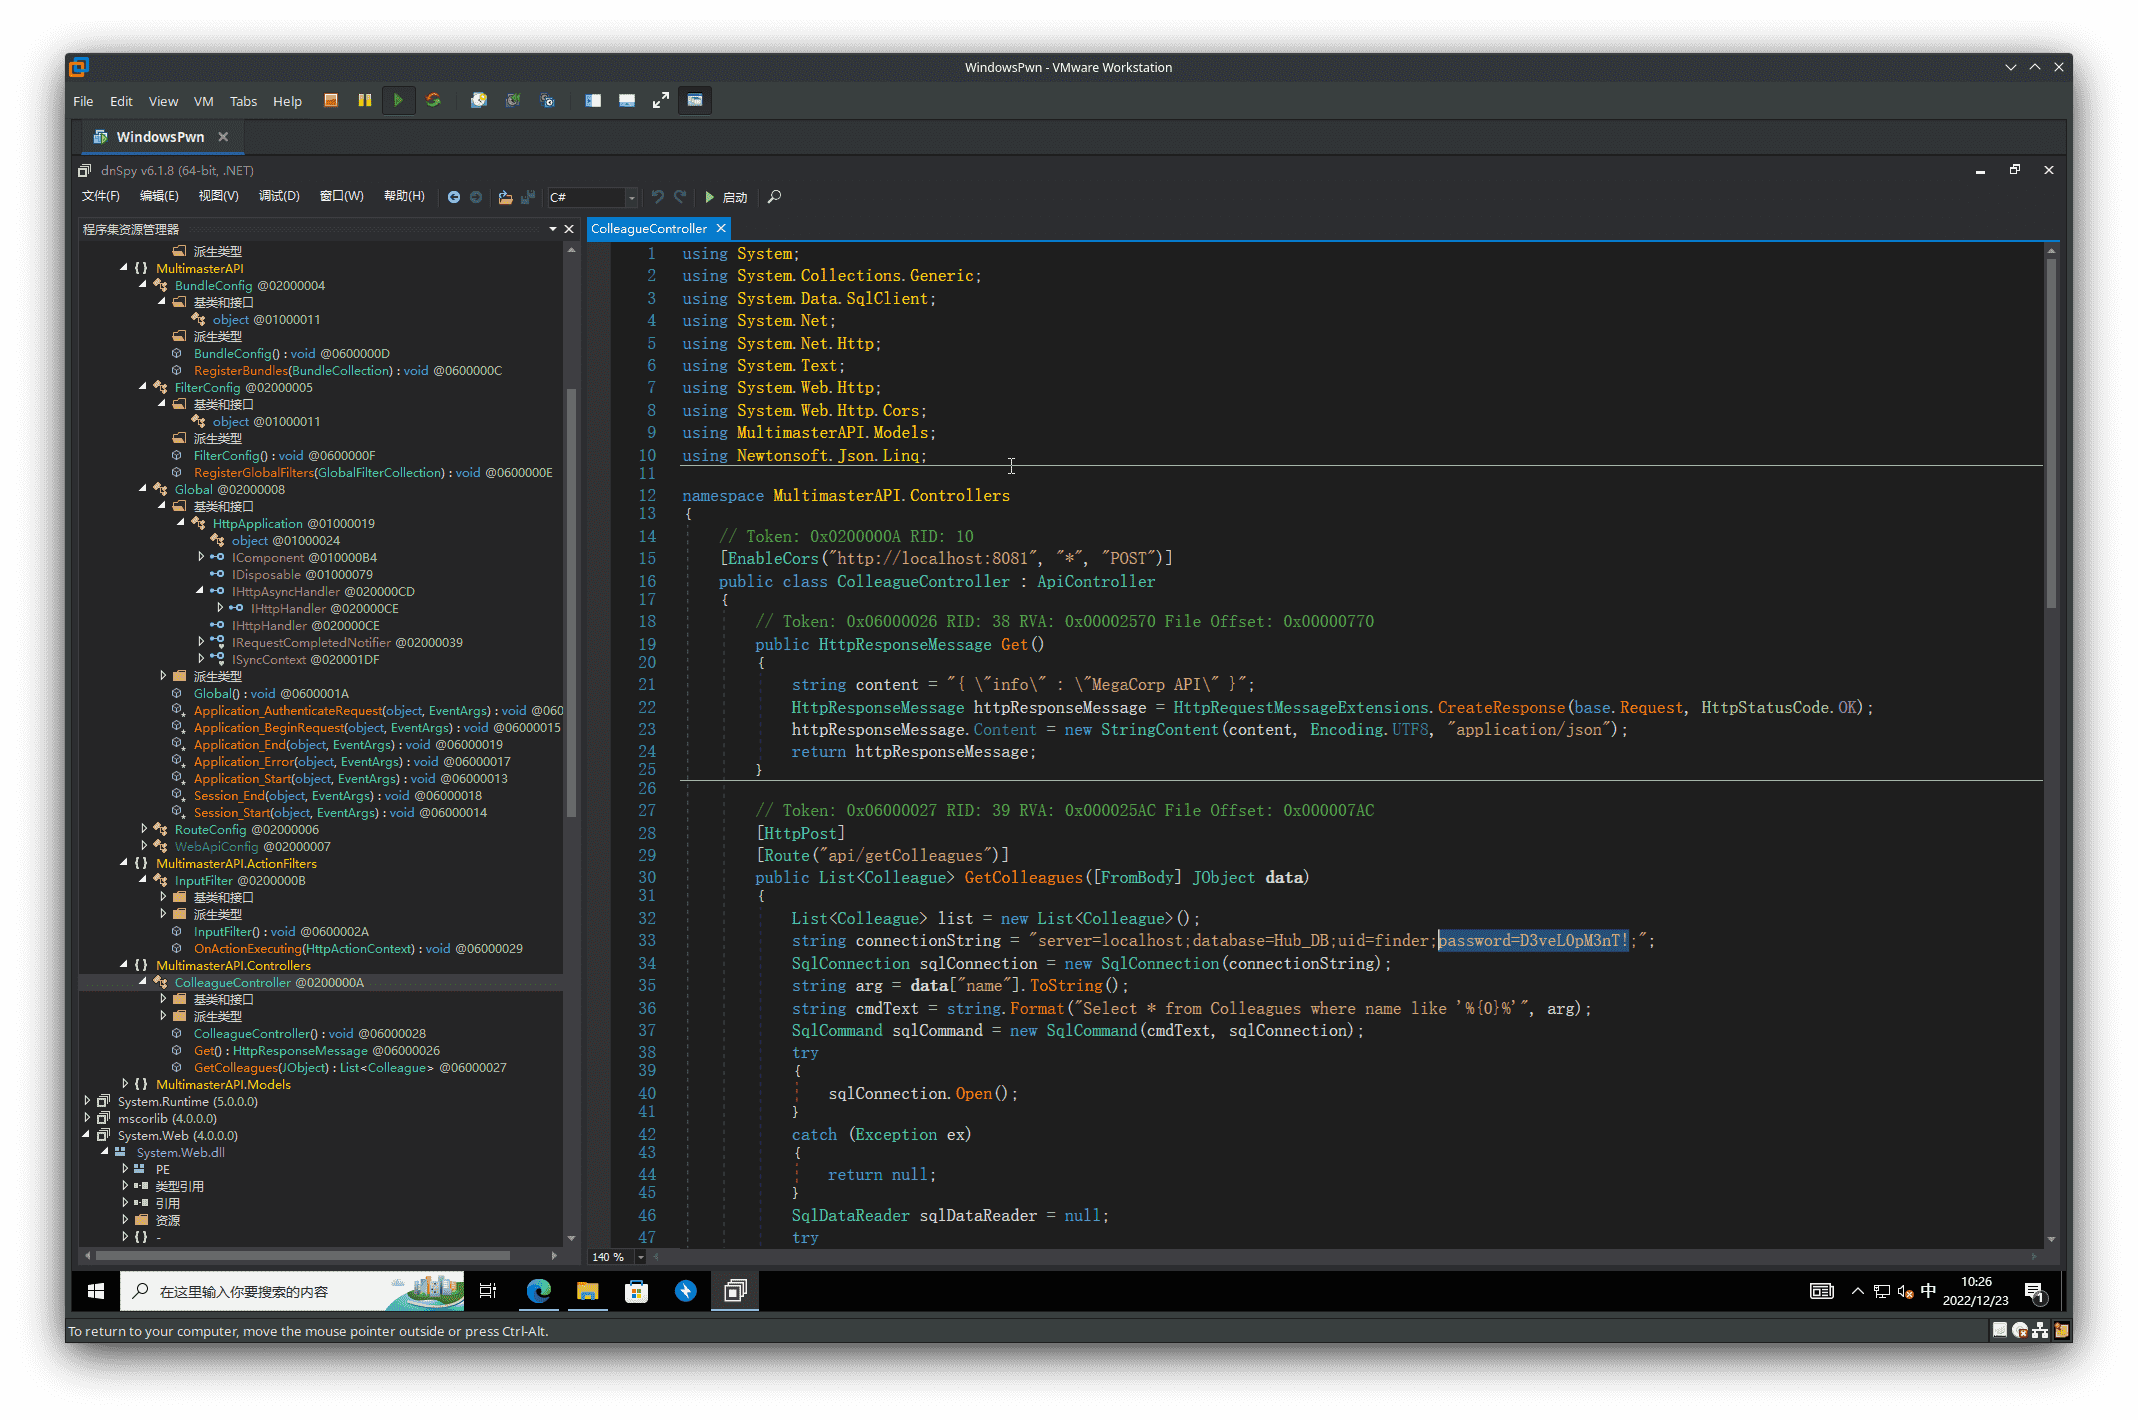 WindowsPwn - VMware Workstation
File Edit View VM Tabs Help
WindowsPwn
dnSpy v6.1.8 (64-bit, .NET)
文件(F) 编辑(E) 视图(V) 调试(D) 窗口(W) 帮助(H) C# 启动
程序集资源管理器
派生类型
{ } MultimasterAPI
BundleConfig @02000004
基类和接口
object @01000011
派生类型
BundleConfig() : void @0600000D
RegisterBundles(BundleCollection) : void @0600000C
FilterConfig @02000005
基类和接口
object @01000011
派生类型
FilterConfig() : void @0600000F
RegisterGlobalFilters(GlobalFilterCollection) : void @0600000E
Global @02000008
基类和接口
HttpApplication @01000019
object @01000024
IComponent @010000B4
IDisposable @01000079
IHttpAsyncHandler @020000CD
IHttpHandler @020000CE
IHttpHandler @020000CE
IRequestCompletedNotifier @02000039
ISyncContext @020001DF
派生类型
Global() : void @0600001A
Application_AuthenticateRequest(object, EventArgs) : void @060
Application_BeginRequest(object, EventArgs) : void @06000015
Application_End(object, EventArgs) : void @06000019
Application_Error(object, EventArgs) : void @06000017
Application_Start(object, EventArgs) : void @06000013
Session_End(object, EventArgs) : void @06000018
Session_Start(object, EventArgs) : void @06000014
RouteConfig @02000006
WebApiConfig @02000007
{ } MultimasterAPI.ActionFilters
InputFilter @0200000B
基类和接口
派生类型
InputFilter() : void @0600002A
OnActionExecuting(HttpActionContext) : void @06000029
{ } MultimasterAPI.Controllers
ColleagueController @0200000A
基类和接口
派生类型
ColleagueController() : void @06000028
Get() : HttpResponseMessage @06000026
GetColleagues(JObject) : List<Colleague> @06000027
{ } MultimasterAPI.Models
System.Runtime (5.0.0.0)
mscorlib (4.0.0.0)
System.Web (4.0.0.0)
System.Web.dll
PE
类型引用
引用
资源
{ } -
ColleagueController
1 using System;
2 using System.Collections.Generic;
3 using System.Data.SqlClient;
4 using System.Net;
5 using System.Net.Http;
6 using System.Text;
7 using System.Web.Http;
8 using System.Web.Http.Cors;
9 using MultimasterAPI.Models;
10 using Newtonsoft.Json.Linq;
11
12 namespace MultimasterAPI.Controllers
13 {
14 // Token: 0x0200000A RID: 10
15 [EnableCors("http://localhost:8081", "*", "POST")]
16 public class ColleagueController : ApiController
17 {
18 // Token: 0x06000026 RID: 38 RVA: 0x00002570 File Offset: 0x00000770
19 public HttpResponseMessage Get()
20 {
21 string content = "{ \"info\" : \"MegaCorp API\" }";
22 HttpResponseMessage httpResponseMessage = HttpRequestMessageExtensions.CreateResponse(base.Request, HttpStatusCode.OK);
23 httpResponseMessage.Content = new StringContent(content, Encoding.UTF8, "application/json");
24 return httpResponseMessage;
25 }
26
27 // Token: 0x06000027 RID: 39 RVA: 0x000025AC File Offset: 0x000007AC
28 [HttpPost]
29 [Route("api/getColleagues")]
30 public List<Colleague> GetColleagues([FromBody] JObject data)
31 {
32 List<Colleague> list = new List<Colleague>();
33 string connectionString = "server=localhost;database=Hub_DB;uid=finder;password=D3veL0pM3nT!;";
34 SqlConnection sqlConnection = new SqlConnection(connectionString);
35 string arg = data["name"].ToString();
36 string cmdText = string.Format("Select * from Colleagues where name like '%{0}%'", arg);
37 SqlCommand sqlCommand = new SqlCommand(cmdText, sqlConnection);
38 try
39 {
40 sqlConnection.Open();
41 }
42 catch (Exception ex)
43 {
44 return null;
45 }
46 SqlDataReader sqlDataReader = null;
47 try
140 %
在这里输入你要搜索的内容
中
10:26
2022/12/23
1
To return to your computer, move the mouse pointer outside or press Ctrl-Alt.